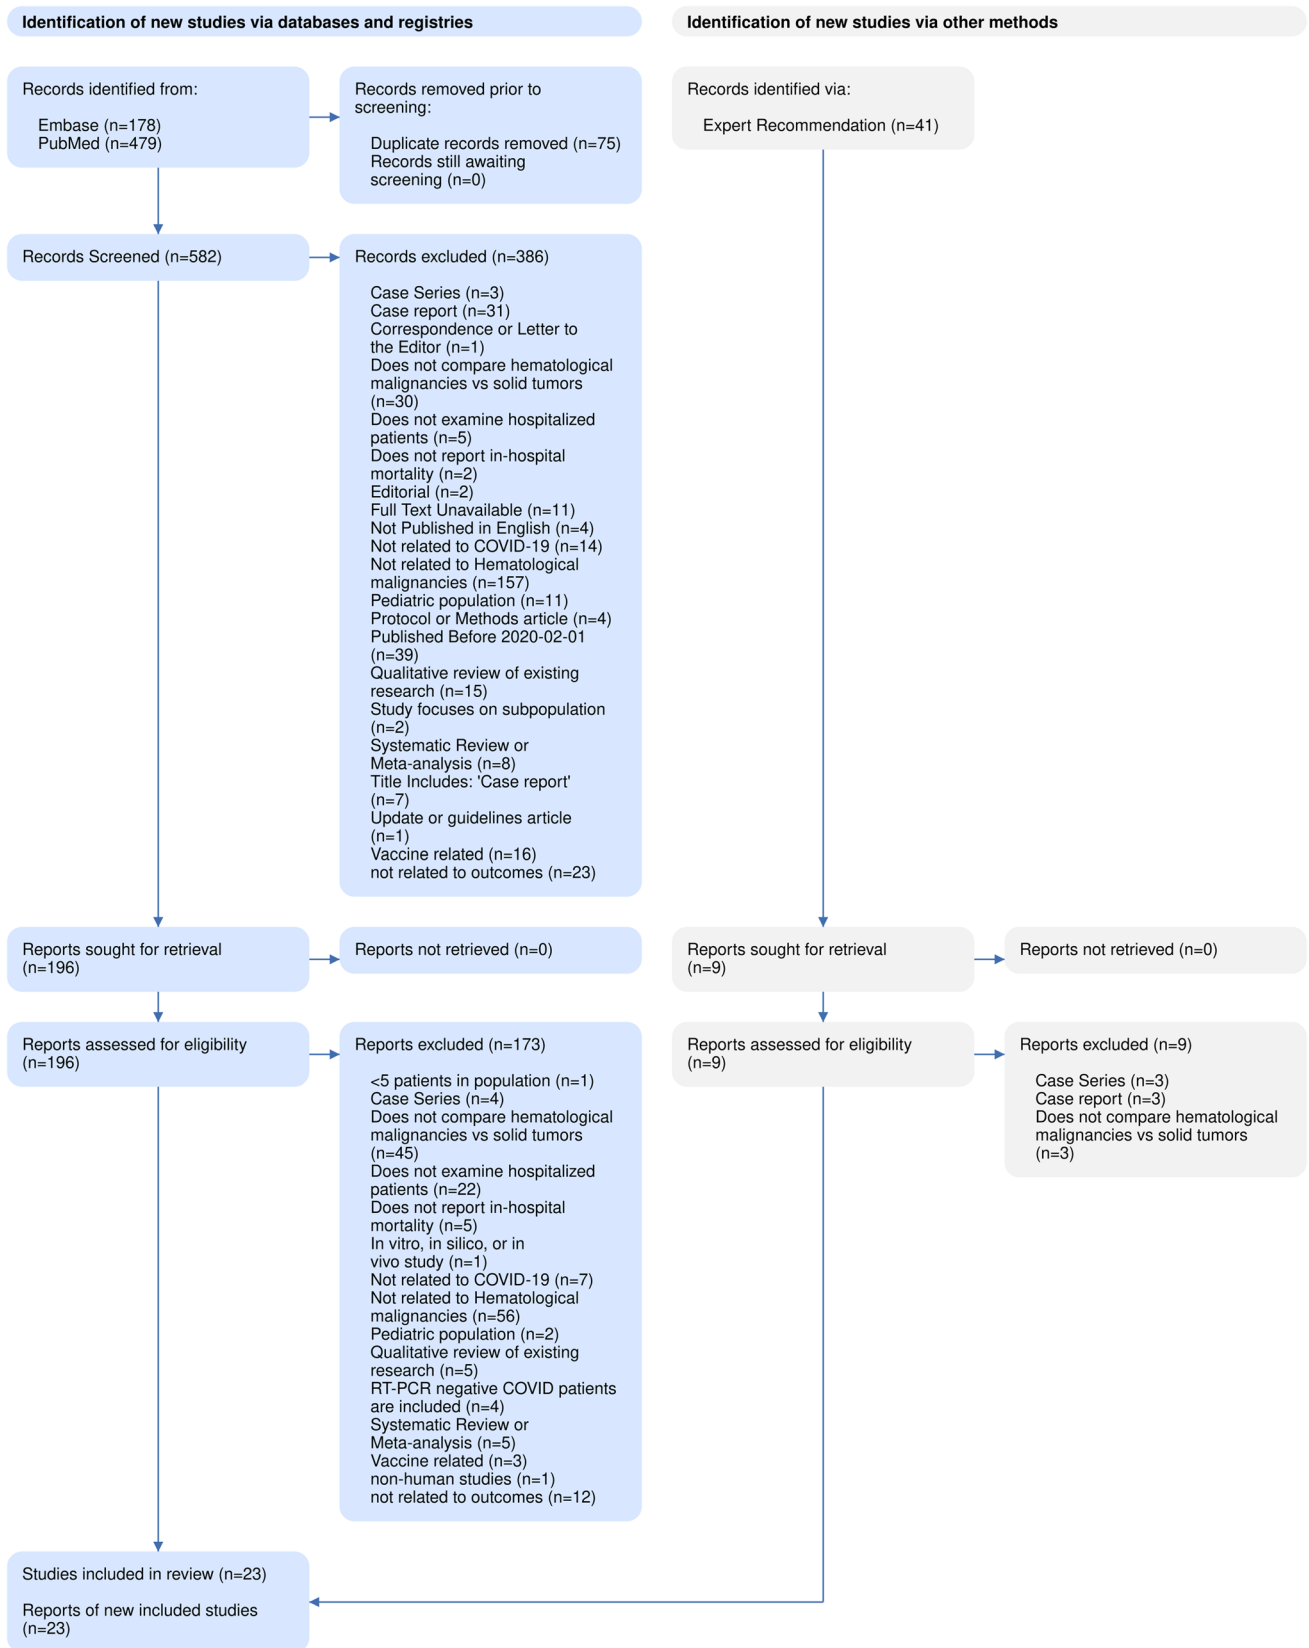 Identification of new studies via databases and registries
Identification of new studies via other methods
Records identified from:
Embase (n=178)
PubMed (n=479)
Records removed prior to
screening:
Duplicate records removed (n=75)
Records still awaiting
screening (n=0)
Records identified via:
Expert Recommendation (n=41)
Records Screened (n=582)
Records excluded (n=386)
Case Series (n=3)
Case report (n=31)
Correspondence or Letter to
the Editor (n=1)
Does not compare hematological
malignancies vs solid tumors
(n=30)
Does not examine hospitalized
patients (n=5)
Does not report in-hospital
mortality (n=2)
Editorial (n=2)
Full Text Unavailable (n=11)
Not Published in English (n=4)
Not related to COVID-19 (n=14)
Not related to Hematological
malignancies (n=157)
Pediatric population (n=11)
Protocol or Methods article (n=4)
Published Before 2020-02-01
(n=39)
Qualitative review of existing
research (n=15)
Study focuses on subpopulation
(n=2)
Systematic Review or
Meta-analysis (n=8)
Title Includes: 'Case report'
(n=7)
Update or guidelines article
(n=1)
Vaccine related (n=16)
not related to outcomes (n=23)
Reports sought for retrieval
(n=196)
Reports not retrieved (n=0)
Reports sought for retrieval
(n=9)
Reports not retrieved (n=0)
Reports assessed for eligibility
(n=196)
Reports excluded (n=173)
<5 patients in population (n=1)
Case Series (n=4)
Does not compare hematological
malignancies vs solid tumors
(n=45)
Does not examine hospitalized
patients (n=22)
Does not report in-hospital
mortality (n=5)
In vitro, in silico, or in
vivo study (n=1)
Not related to COVID-19 (n=7)
Not related to Hematological
malignancies (n=56)
Pediatric population (n=2)
Qualitative review of existing
research (n=5)
RT-PCR negative COVID patients
are included (n=4)
Systematic Review or
Meta-analysis (n=5)
Vaccine related (n=3)
non-human studies (n=1)
not related to outcomes (n=12)
Reports assessed for eligibility
(n=9)
Reports excluded (n=9)
Case Series (n=3)
Case report (n=3)
Does not compare hematological
malignancies vs solid tumors
(n=3)
Studies included in review (n=23)
Reports of new included studies
(n=23)